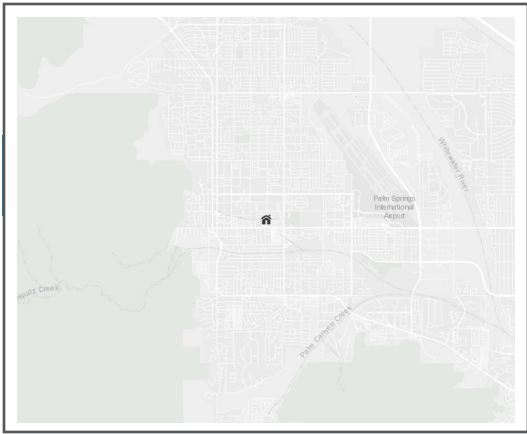 Whitewater River
Palm Springs
International
Airport
Palm Canyon Creek